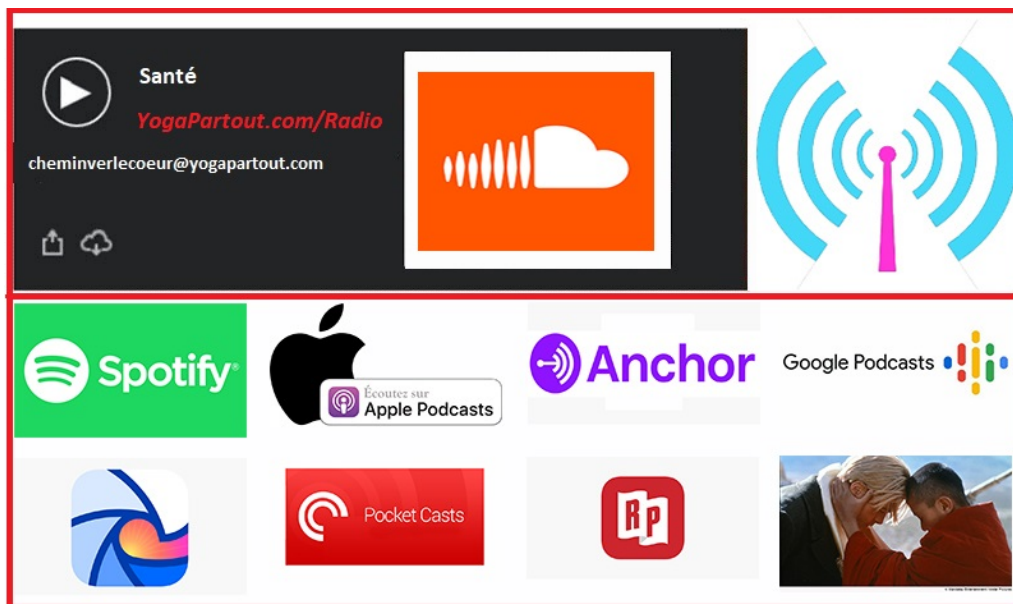 Santé
YogaPartout.com/Radio
cheminverlecoeur@yogapartout.com
Spotify®
Écoutez sur
Apple Podcasts
Anchor
Google Podcasts
Pocket Casts
RP